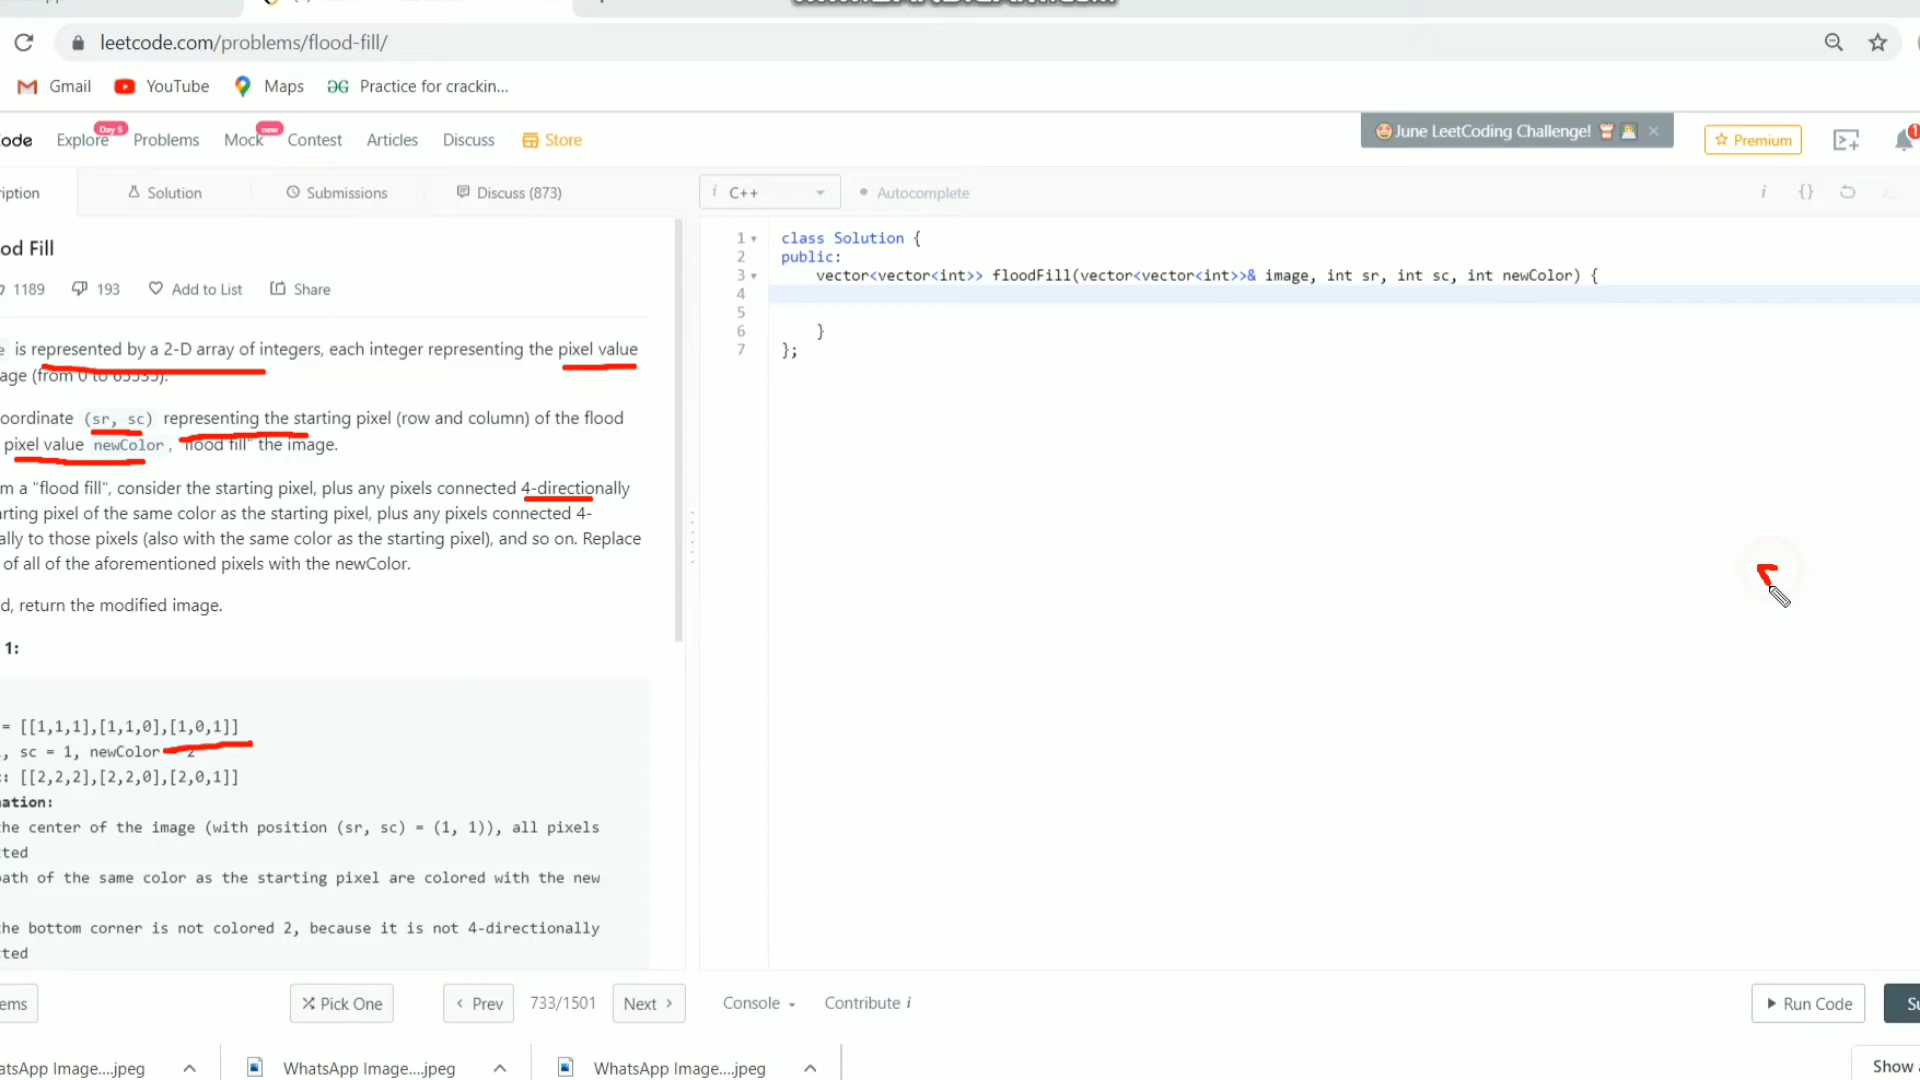 leetcode.com/problems/flood-fill/
Gmail YouTube Maps Practice for crackin...
ode Explore Day 5 Problems Mock new Contest Articles Discuss Store June LeetCoding Challenge! Premium 1
iption Solution Submissions Discuss (873) i C++ Autocomplete i {}
od Fill
1189 193 Add to List Share
e is represented by a 2-D array of integers, each integer representing the pixel value
age (from 0 to 65535).
oordinate (sr, sc) representing the starting pixel (row and column) of the flood
pixel value newColor, "flood fill" the image.
m a "flood fill", consider the starting pixel, plus any pixels connected 4-directionally
rting pixel of the same color as the starting pixel, plus any pixels connected 4-
ally to those pixels (also with the same color as the starting pixel), and so on. Replace
of all of the aforementioned pixels with the newColor.
d, return the modified image.
1:
= [[1,1,1],[1,1,0],[1,0,1]]
, sc = 1, newColor = 2
: [[2,2,2],[2,2,0],[2,0,1]]
nation:
he center of the image (with position (sr, sc) = (1, 1)), all pixels
ted
path of the same color as the starting pixel are colored with the new
he bottom corner is not colored 2, because it is not 4-directionally
ted
1 class Solution {
2 public:
3 vector<vector<int>> floodFill(vector<vector<int>>& image, int sr, int sc, int newColor) {
4
5
6 }
7 };
ems Pick One < Prev 733/1501 Next > Console Contribute i Run Code Su
atsApp Image....jpeg WhatsApp Image....jpeg WhatsApp Image....jpeg Show a